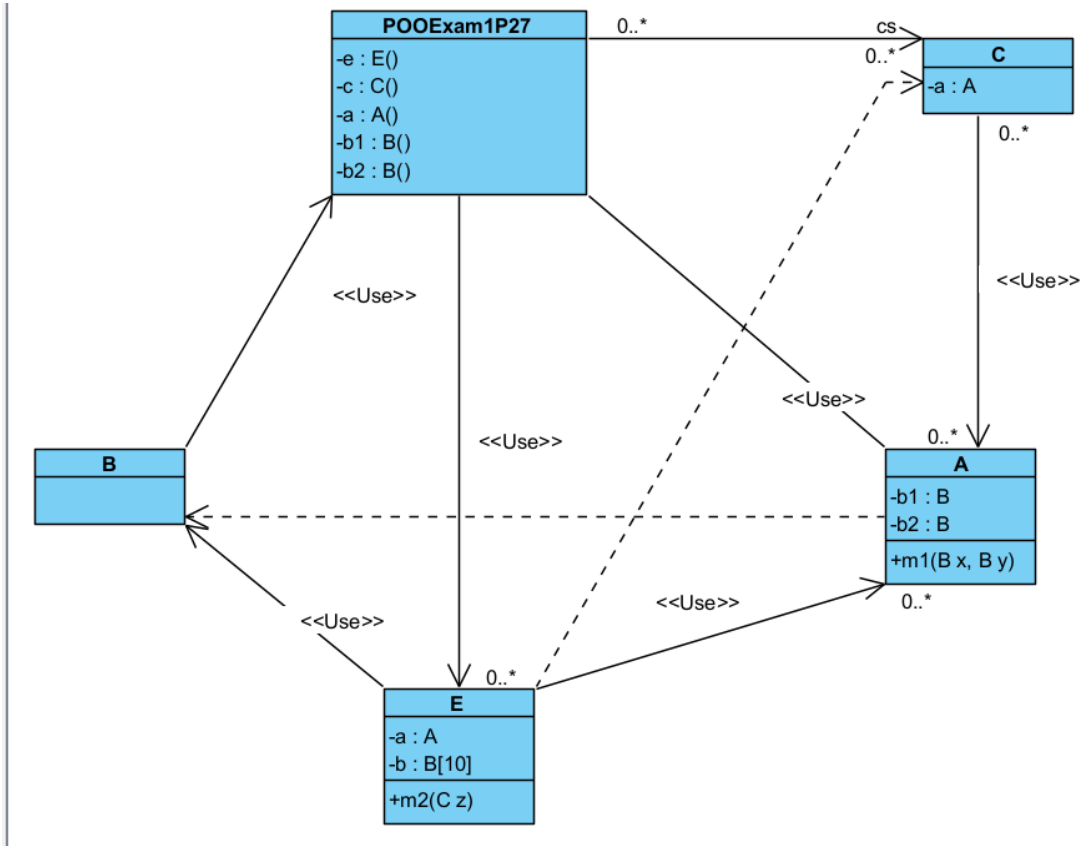 POOExam1P27
-e : E()
-c : C()
-a : A()
-b1 : B()
-b2 : B()
0..*
cs
0..*
C
-a : A
0..*
<<Use>>
<<Use>>
<<Use>>
<<Use>>
0..*
B
A
-b1 : B
-b2 : B
+m1(B x, B y)
0..*
<<Use>>
<<Use>>
0..*
E
-a : A
-b : B[10]
+m2(C z)